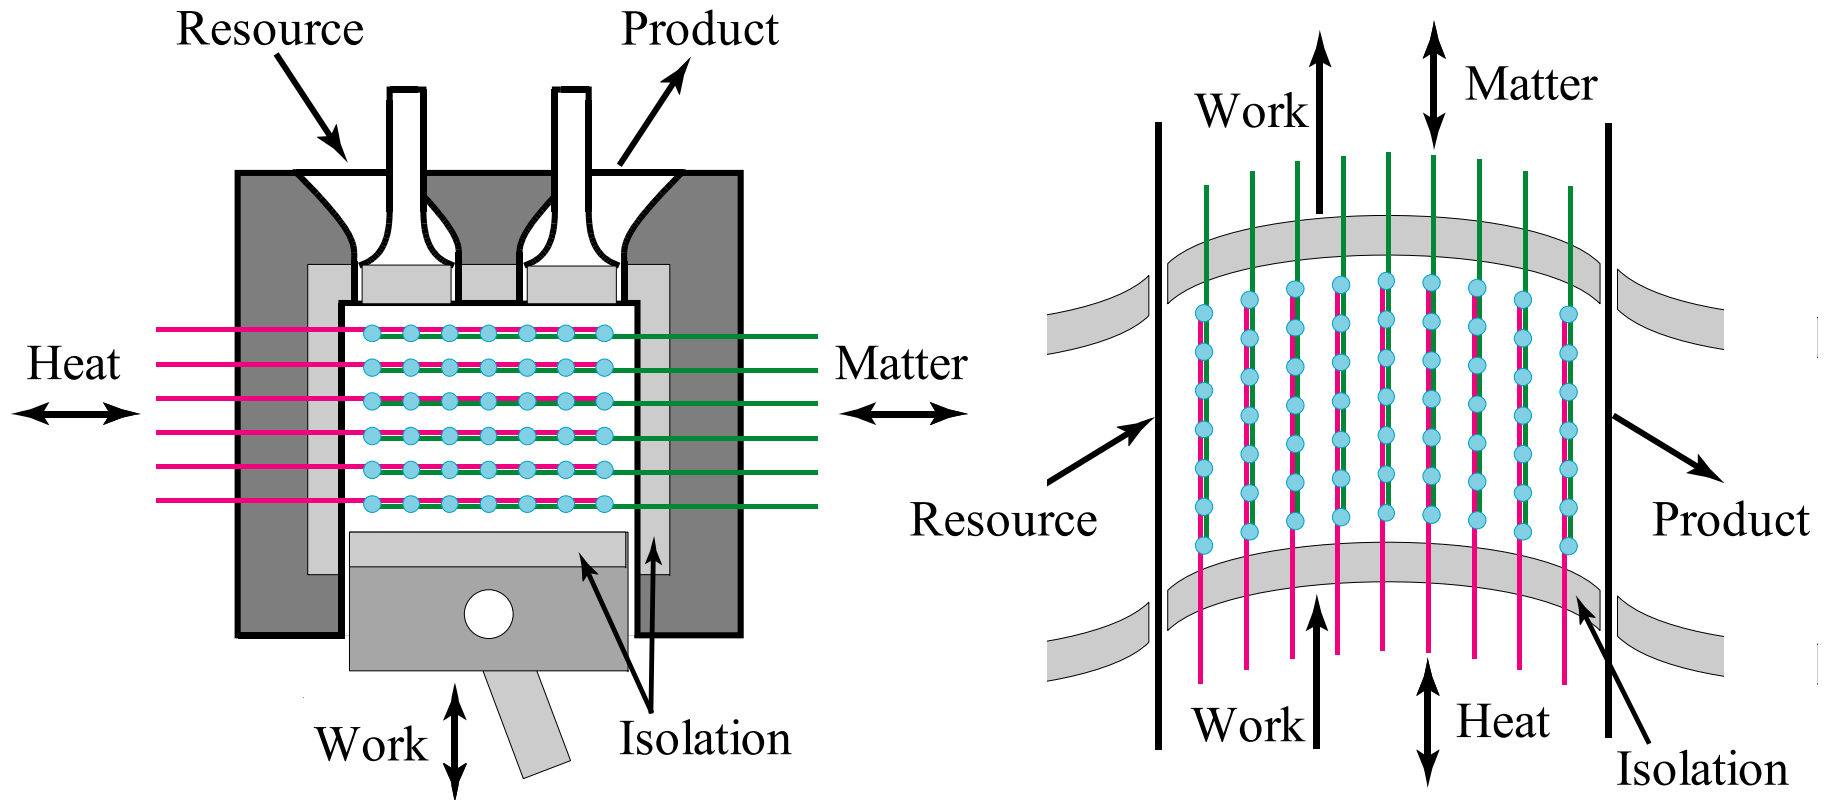 Resource
Product
Heat
Matter
Work
Isolation
Work
Matter
Resource
Product
Work
Heat
Isolation